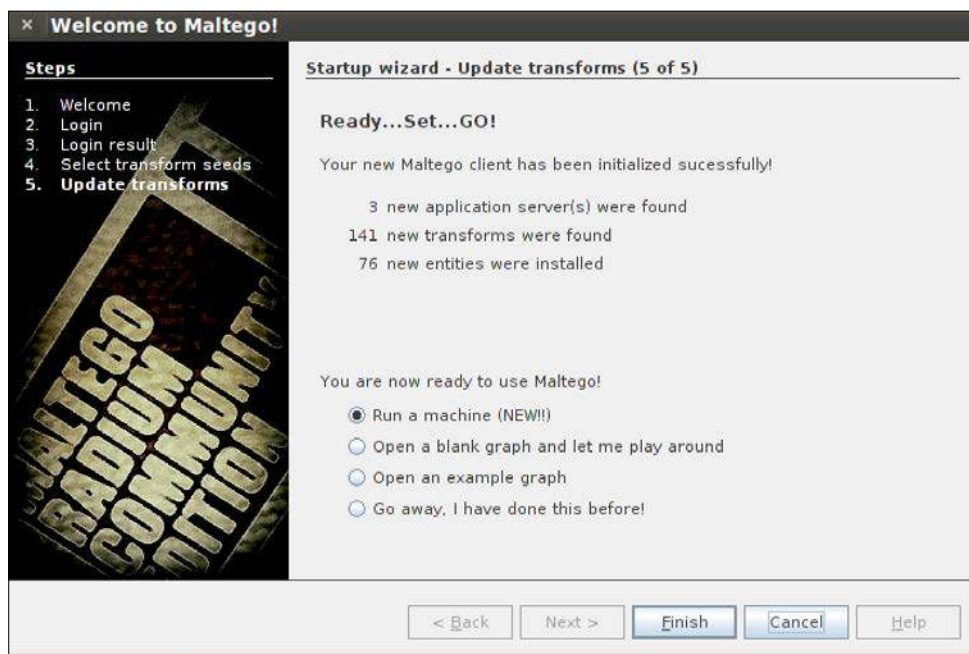 Welcome to Maltego!
Steps
1. Welcome
2. Login
3. Login result
4. Select transform seeds
5. Update transforms
MALTEGO
RADIUM
COMMUNITY
EDITION
Startup wizard - Update transforms (5 of 5)
Ready...Set...GO!
Your new Maltego client has been initialized sucessfully!
3 new application server(s) were found
141 new transforms were found
76 new entities were installed
You are now ready to use Maltego!
Run a machine (NEW!!)
Open a blank graph and let me play around
Open an example graph
Go away, I have done this before!
< Back
Next >
Finish
Cancel
Help